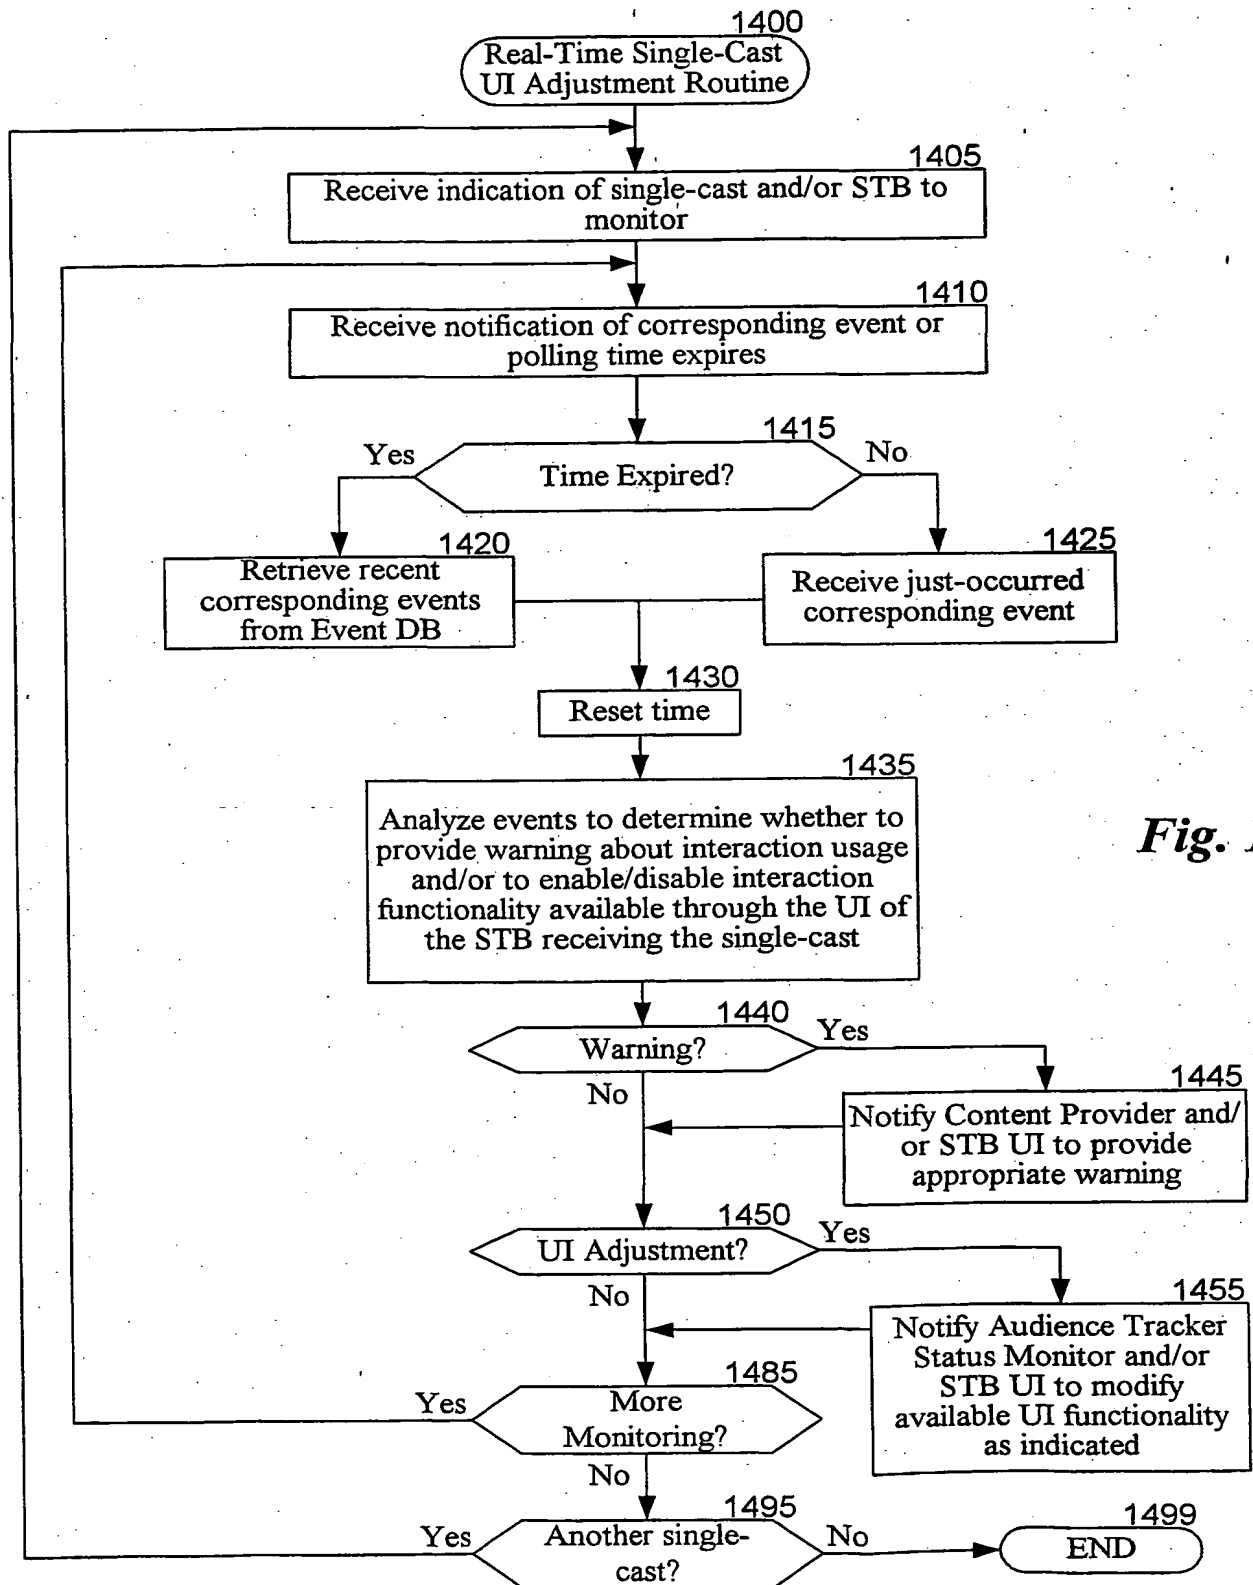 1400
Real-Time Single-Cast
UI Adjustment Routine
1405
Receive indication of single-cast and/or STB to
monitor
1410
Receive notification of corresponding event or
polling time expires
1415
Yes
Time Expired?
No
1420
Retrieve recent
corresponding events
from Event DB
1425
Receive just-occurred
corresponding event
1430
Reset time
1435
Analyze events to determine whether to
provide warning about interaction usage
and/or to enable/disable interaction
functionality available through the UI of
the STB receiving the single-cast
Fig.
1440
Warning?
Yes
No
1445
Notify Content Provider and/
or STB UI to provide
appropriate warning
1450
UI Adjustment?
Yes
No
1455
Notify Audience Tracker
Status Monitor and/or
STB UI to modify
available UI functionality
as indicated
1485
Yes
More
Monitoring?
No
1495
Yes
Another single-
cast?
No
1499
END